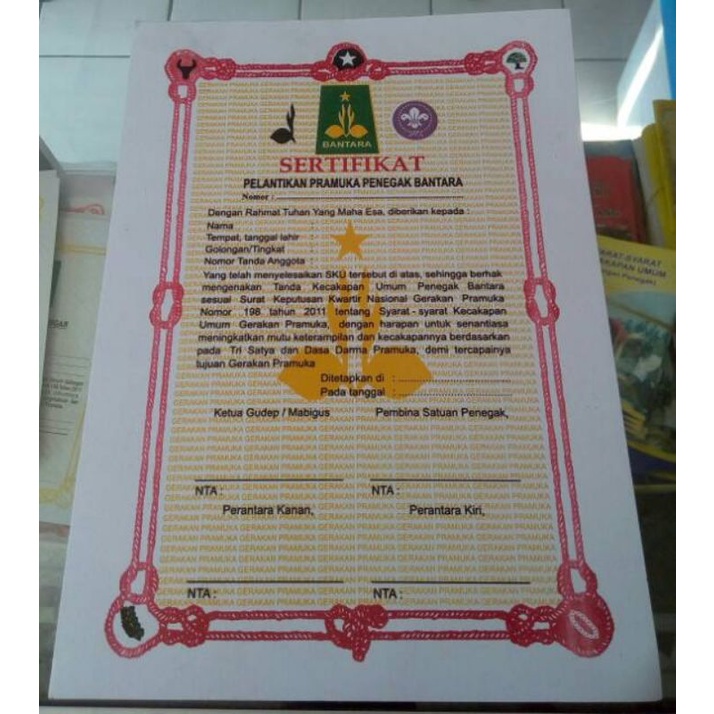 BANTARA
SERTIFIKAT
PELANTIKAN PRAMUKA PENEGAK BANTARA
Nomor :
Dengan Rahmat Tuhan Yang Maha Esa, diberikan kepada :
Nama :
Tempat, tanggal lahir :
Golongan/Tingkat :
Nomor Tanda Anggota :
Yang telah menyelesaikan SKU tersebut di atas, sehingga berhak
mengenakan Tanda Kecakapan Umum Penegak Bantara
sesuai Surat Keputusan Kwartir Nasional Gerakan Pramuka
Nomor 198 tahun 2011 tentang Syarat - syarat Kecakapan
Umum Gerakan Pramuka, dengan harapan untuk senantiasa
meningkatkan mutu keterampilan dan kecakapannya berdasarkan
pada Tri Satya dan Dasa Darma Pramuka, demi tercapainya
tujuan Gerakan Pramuka
Ditetapkan di :
Pada tanggal :
Ketua Gudep / Mabigus Pembina Satuan Penegak,
NTA : NTA :
Perantara Kanan, Perantara Kiri,
NTA : NTA :
GERAKAN PRAMUKA